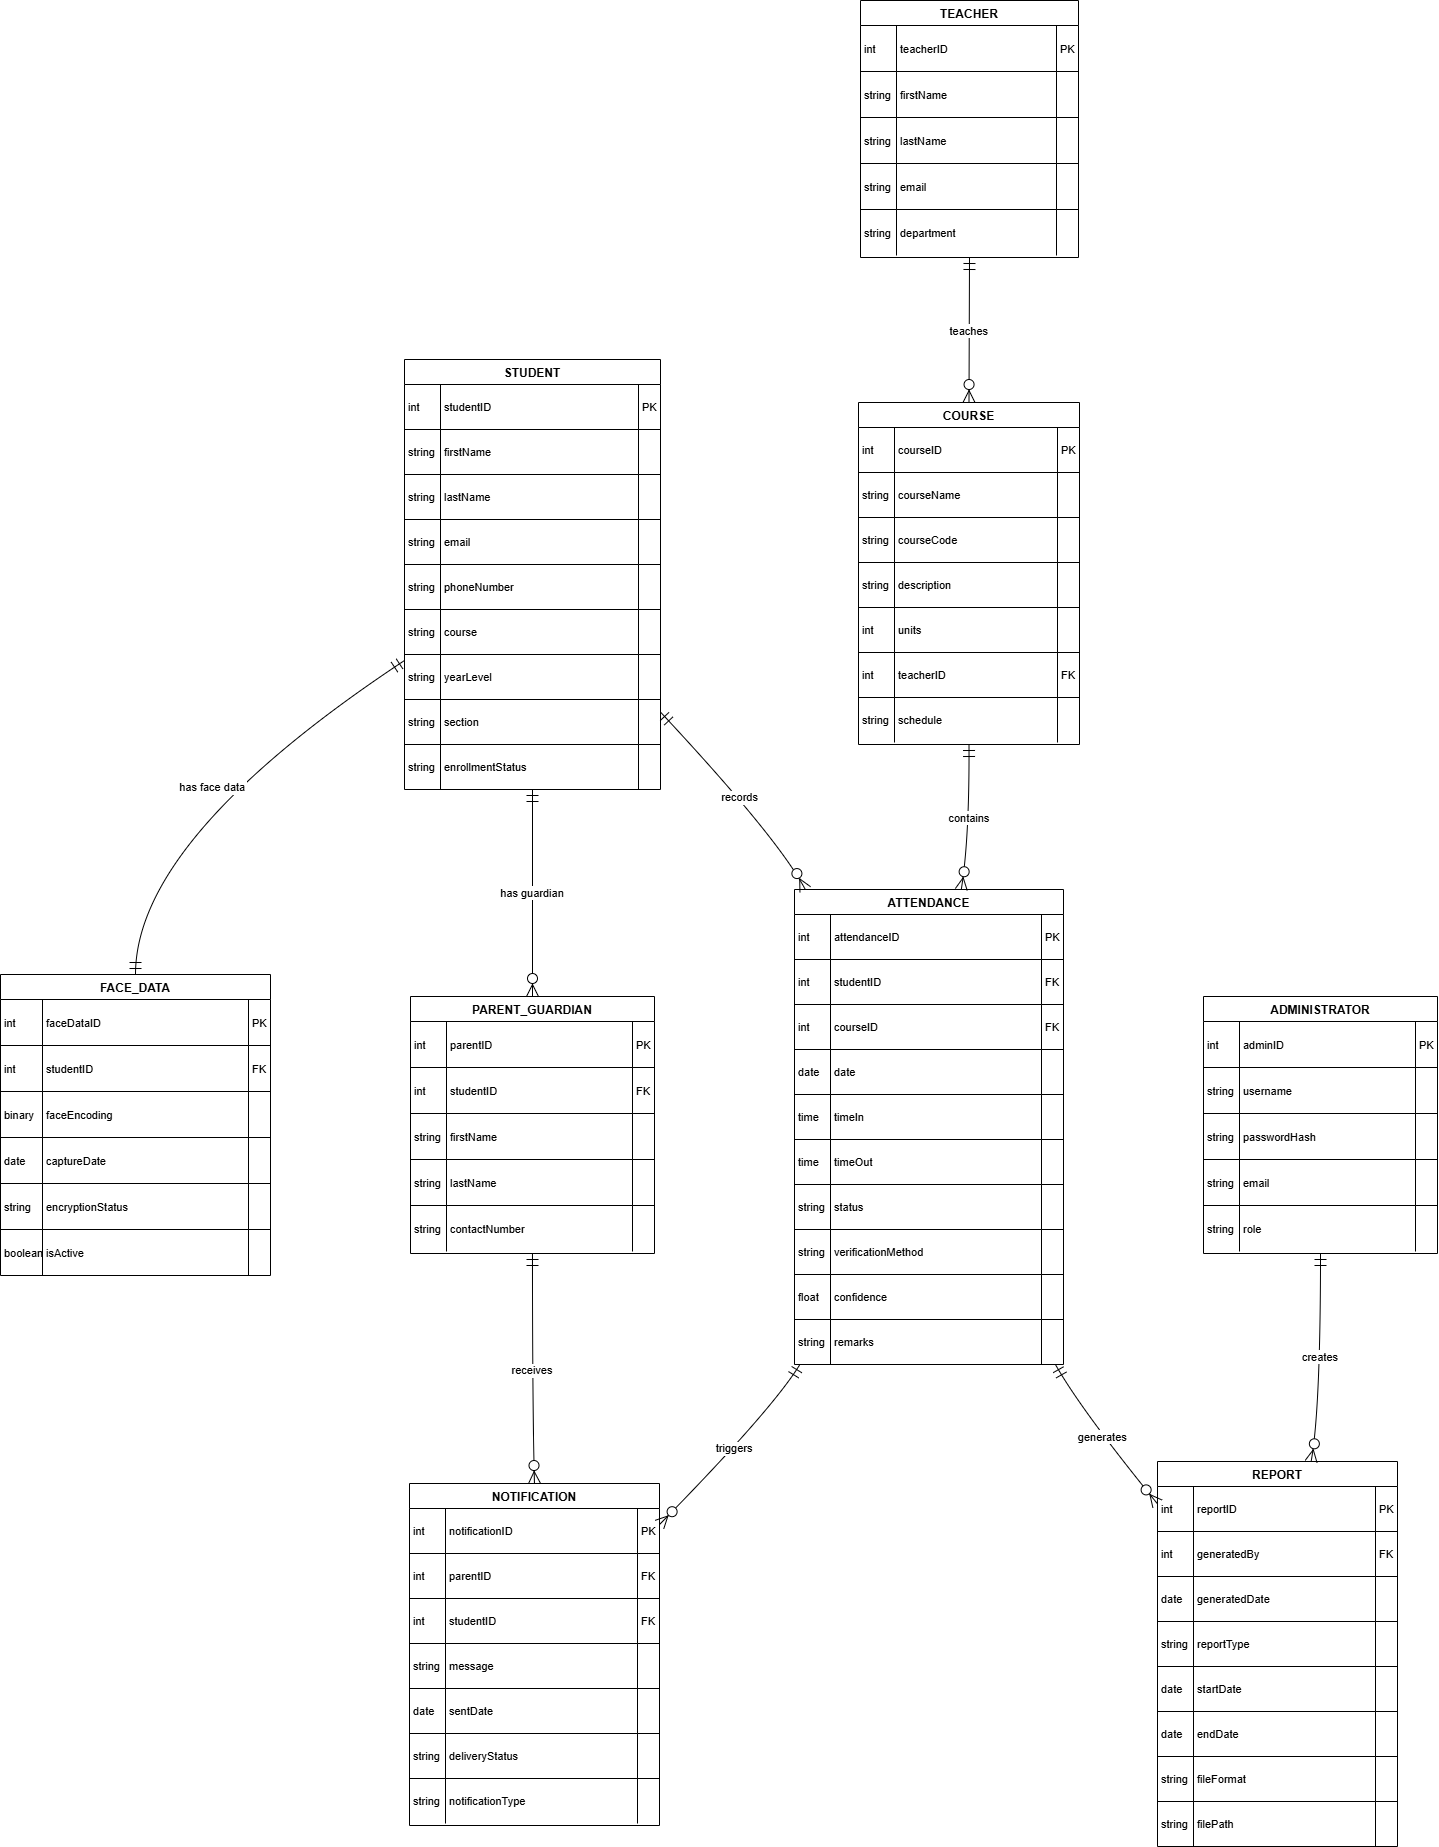 TEACHER
int teacherID PK
string firstName
string lastName
string email
string department
teaches
STUDENT
int studentID PK
string firstName
string lastName
string email
string phoneNumber
string course
string yearLevel
string section
string enrollmentStatus
COURSE
int courseID PK
string courseName
string courseCode
string description
int units
int teacherID FK
string schedule
has face data
records
contains
has guardian
FACE_DATA
int faceDataID PK
int studentID FK
binary faceEncoding
date captureDate
string encryptionStatus
boolean isActive
PARENT_GUARDIAN
int parentID PK
int studentID FK
string firstName
string lastName
string contactNumber
ATTENDANCE
int attendanceID PK
int studentID FK
int courseID FK
date date
time timeIn
time timeOut
string status
string verificationMethod
float confidence
string remarks
ADMINISTRATOR
int adminID PK
string username
string passwordHash
string email
string role
receives
triggers
generates
creates
NOTIFICATION
int notificationID PK
int parentID FK
int studentID FK
string message
date sentDate
string deliveryStatus
string notificationType
REPORT
int reportID PK
int generatedBy FK
date generatedDate
string reportType
date startDate
date endDate
string fileFormat
string filePath